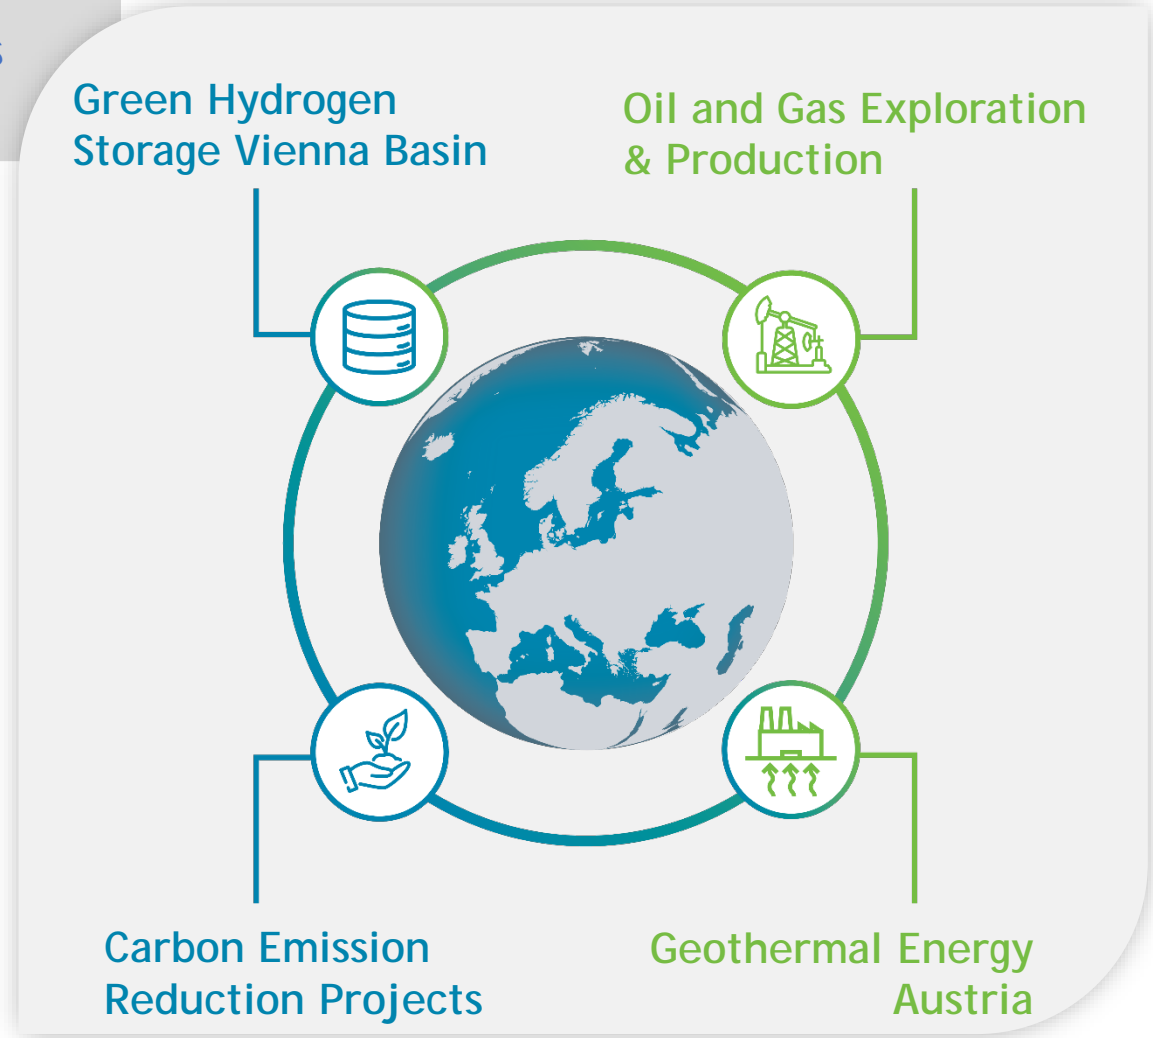 s
Green Hydrogen
Storage Vienna Basin
Oil and Gas Exploration
& Production
Carbon Emission
Reduction Projects
Geothermal Energy
Austria